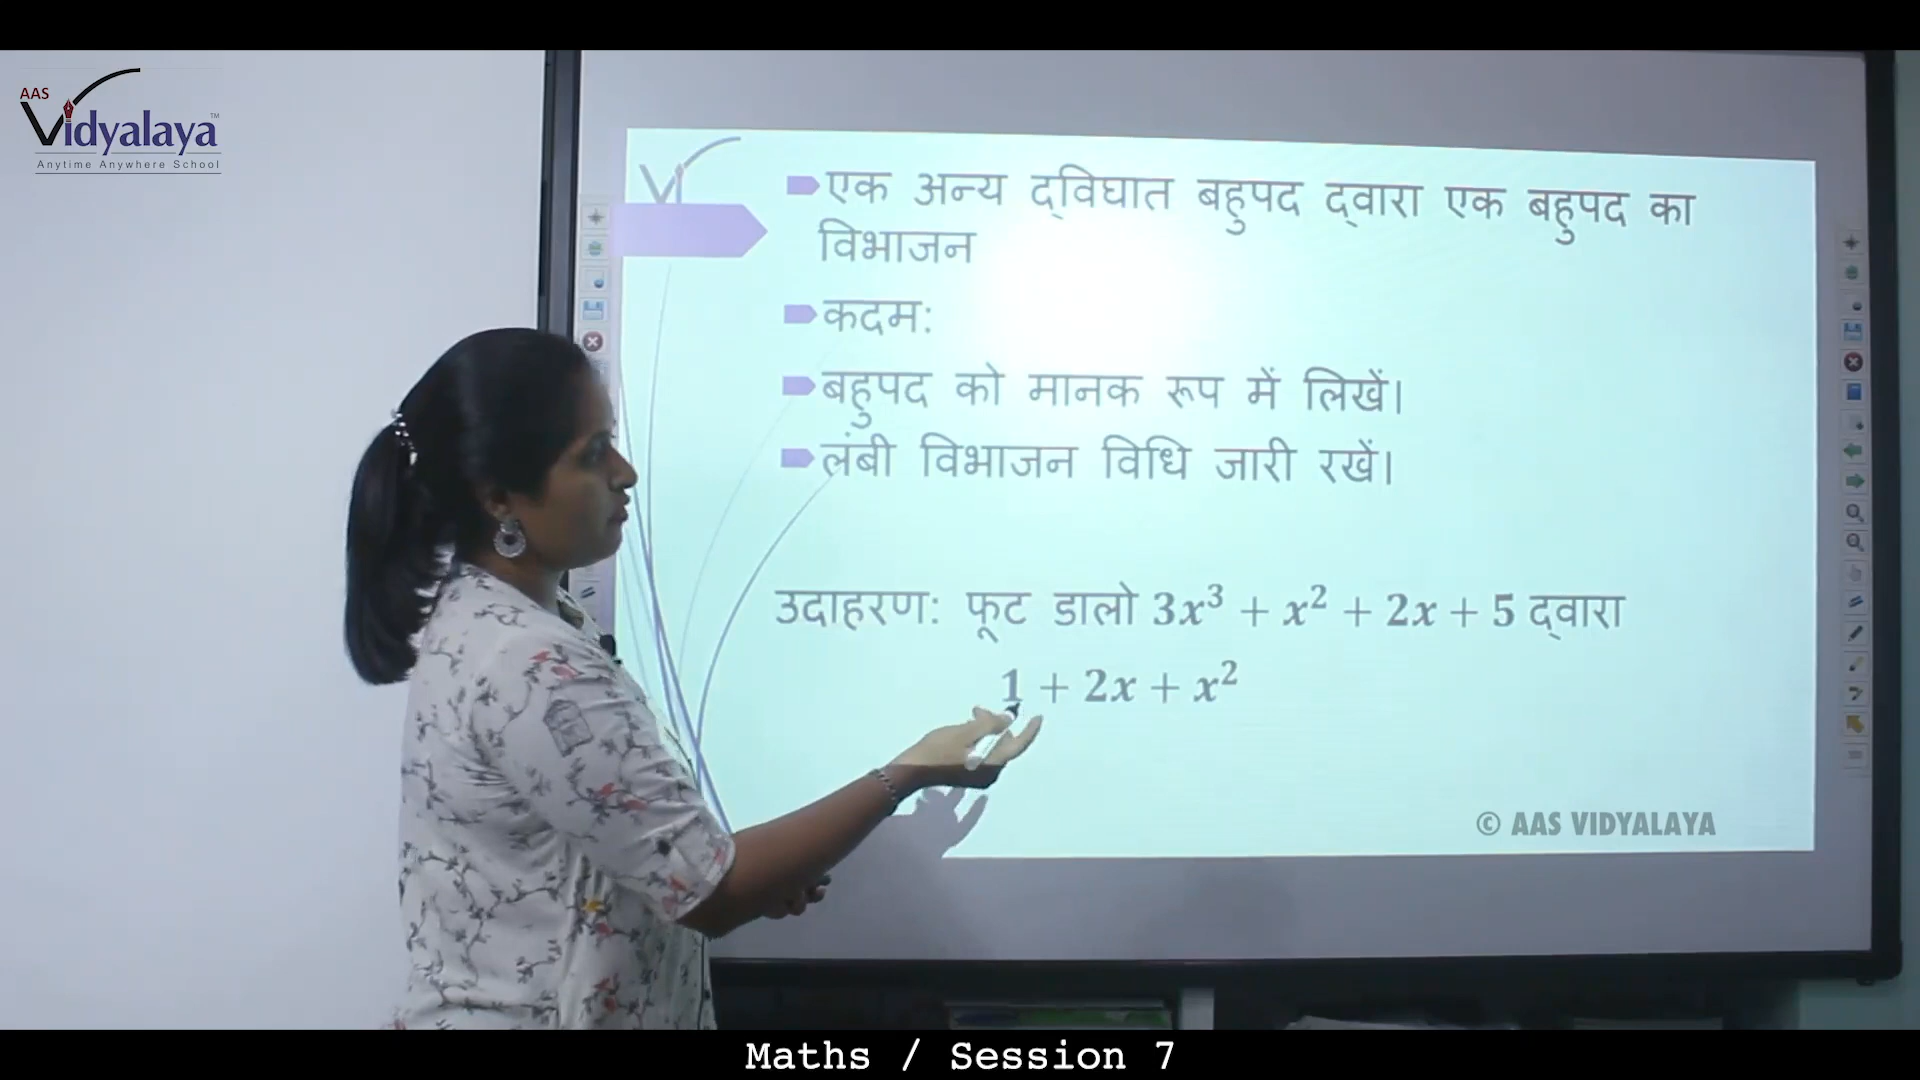 AAS
Vidyalaya
TM
Anytime Anywhere School
एक अन्य द्विघात बहुपद द्वारा एक बहुपद का
विभाजन
कदम:
बहुपद को मानक रूप में लिखें।
लंबी विभाजन विधि जारी रखें।
उदाहरण: फूट डालो 3x³ + x² + 2x + 5 द्वारा
1 + 2x + x²
© AAS VIDYALAYA
Maths / Session 7